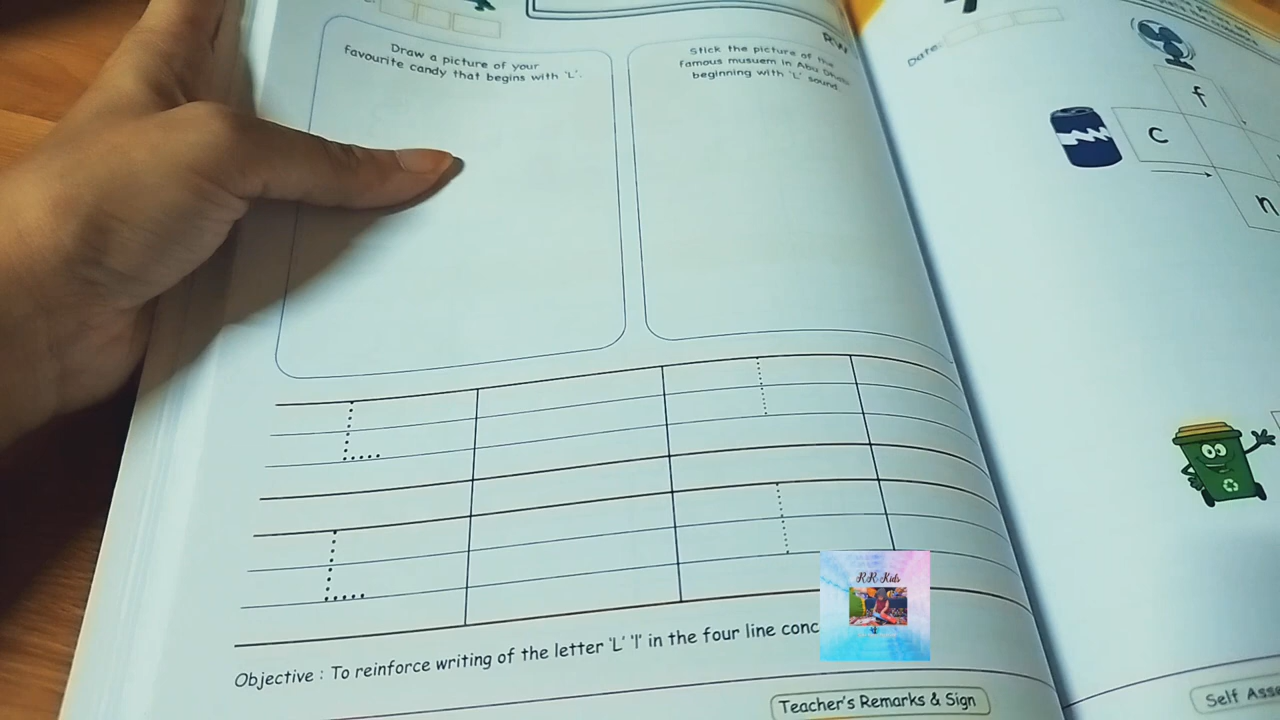 Draw a picture of your
favourite candy that begins with 'L'.
Stick the picture of the
famous musuem in Abu Dhabi
beginning with 'L' sound.
RW
Date:
f
c
n
Objective : To reinforce writing of the letter 'L' 'l' in the four line conc
RR Kids
Teacher's Remarks & Sign
Self Asse